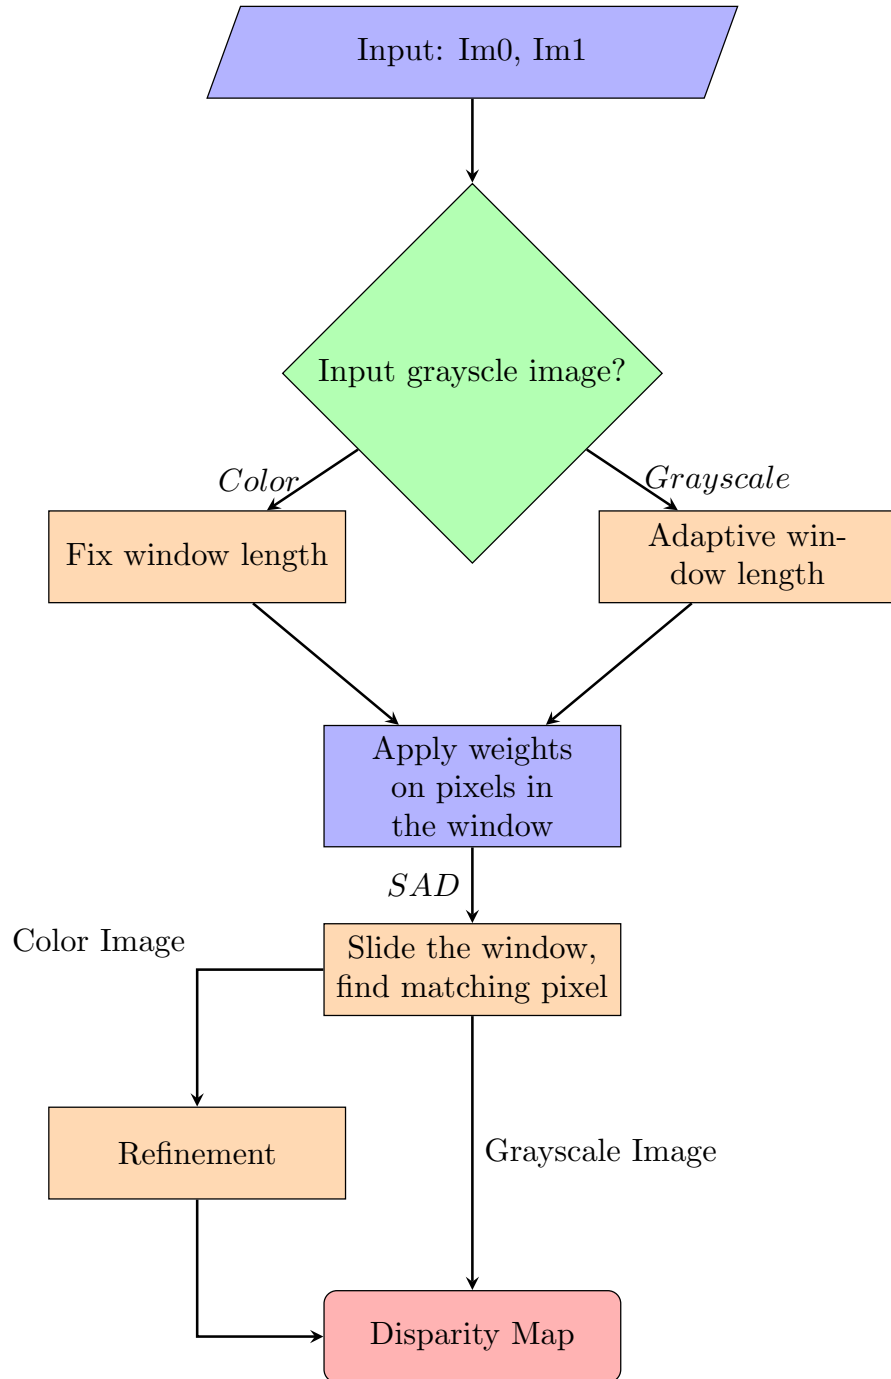 Input: Im0, Im1
Input grayscle image?
Color
Grayscale
Fix window length
Adaptive win-
dow length
Apply weights
on pixels in
the window
SAD
Color Image
Slide the window,
find matching pixel
Refinement
Grayscale Image
Disparity Map